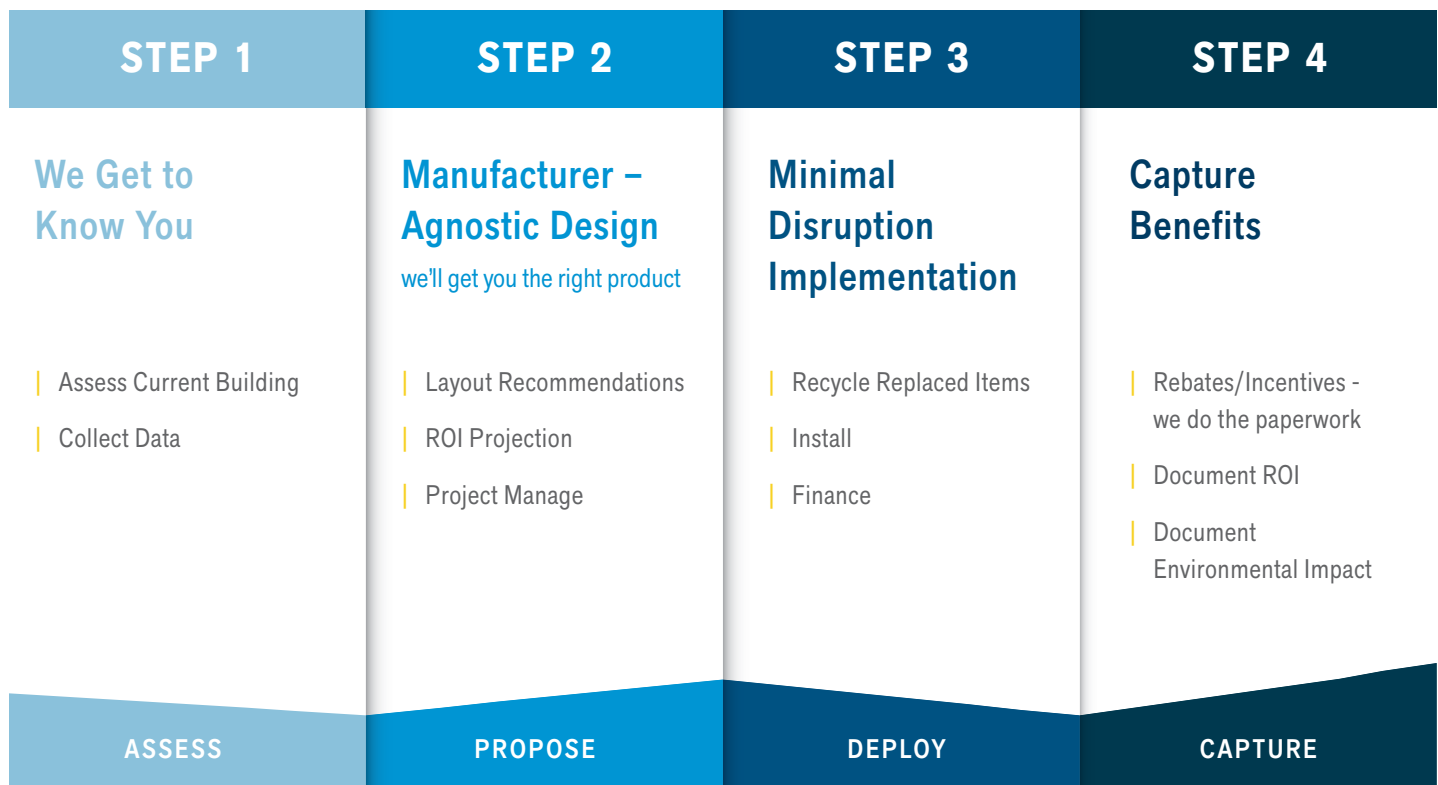 STEP 1
We Get to
Know You
Assess Current Building
Collect Data
ASSESS
STEP 2
Manufacturer –
Agnostic Design
we'll get you the right product
Layout Recommendations
ROI Projection
Project Manage
PROPOSE
STEP 3
Minimal
Disruption
Implementation
Recycle Replaced Items
Install
Finance
DEPLOY
STEP 4
Capture
Benefits
Rebates/Incentives -
we do the paperwork
Document ROI
Document
Environmental Impact
CAPTURE